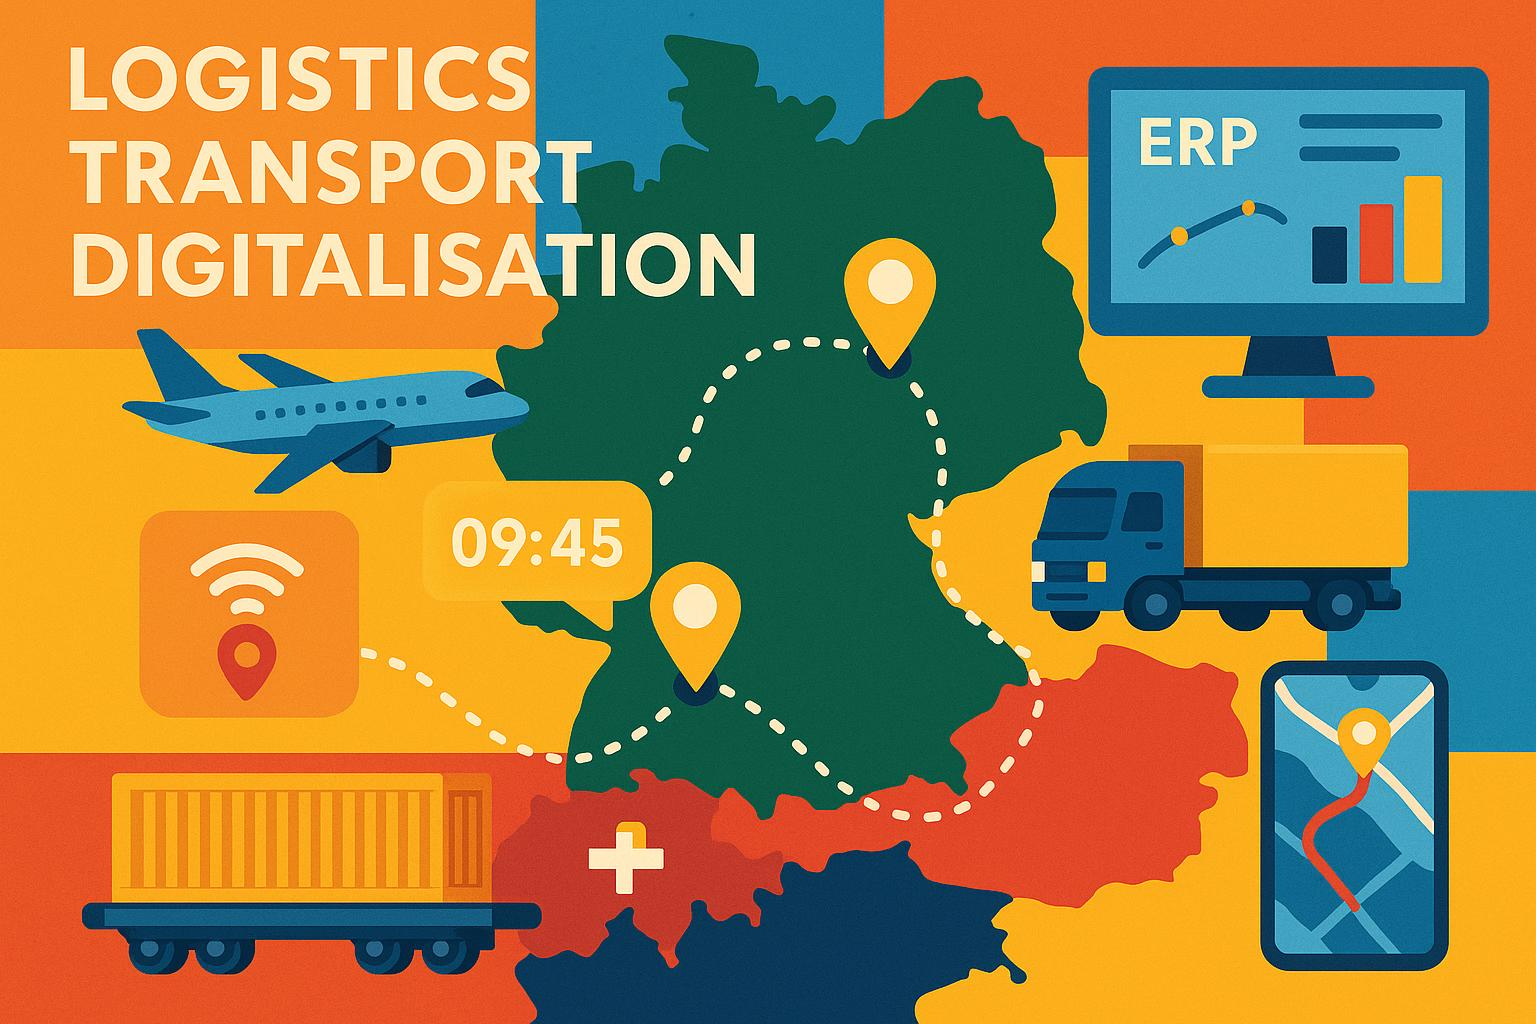 LOGISTICS
TRANSPORT
DIGITALISATION
ERP
09:45